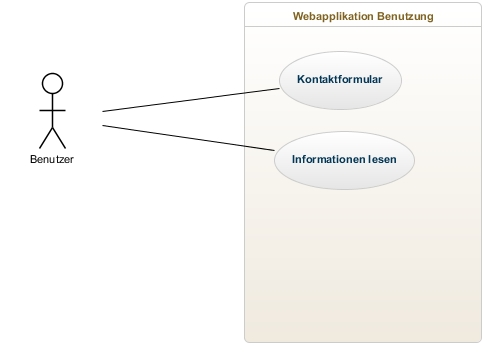 Webapplikation Benutzung
Kontaktformular
Benutzer
Informationen lesen